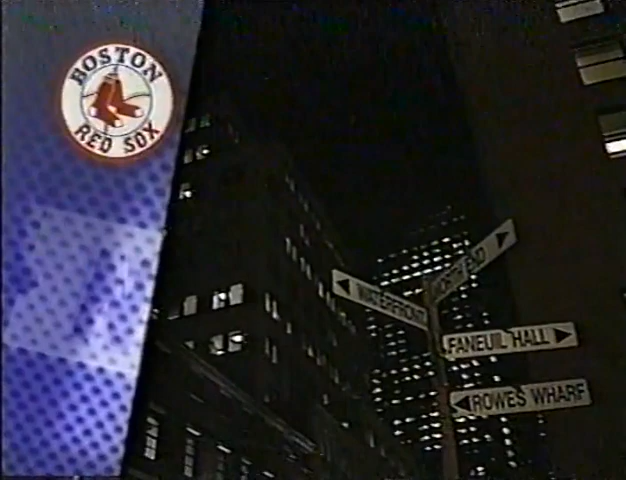 BOSTON
RED SOX
NORTH END
WATERFRONT
FANEUIL HALL
ROWES WHARF